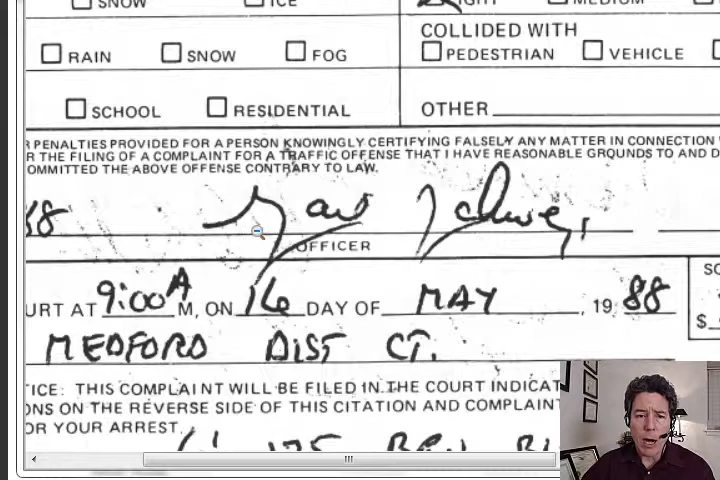 SNOW ICE IGHT MEDIUM
RAIN SNOW FOG
COLLIDED WITH
PEDESTRIAN VEHICLE
SCHOOL RESIDENTIAL OTHER
PENALTIES PROVIDED FOR A PERSON KNOWINGLY CERTIFYING FALSELY ANY MATTER IN CONNECTION
R THE FILING OF A COMPLAINT FOR A TRAFFIC OFFENSE THAT I HAVE REASONABLE GROUNDS TO AND D
OMMITTED THE ABOVE OFFENSE CONTRARY TO LAW.
OFFICER
URT AT 9:00 A M, ON 16 DAY OF MAY, 19 88
MEDFORD DIST CT.
$
TICE: THIS COMPLAINT WILL BE FILED IN THE COURT INDICAT
ONS ON THE REVERSE SIDE OF THIS CITATION AND COMPLAINT
OR YOUR ARREST.